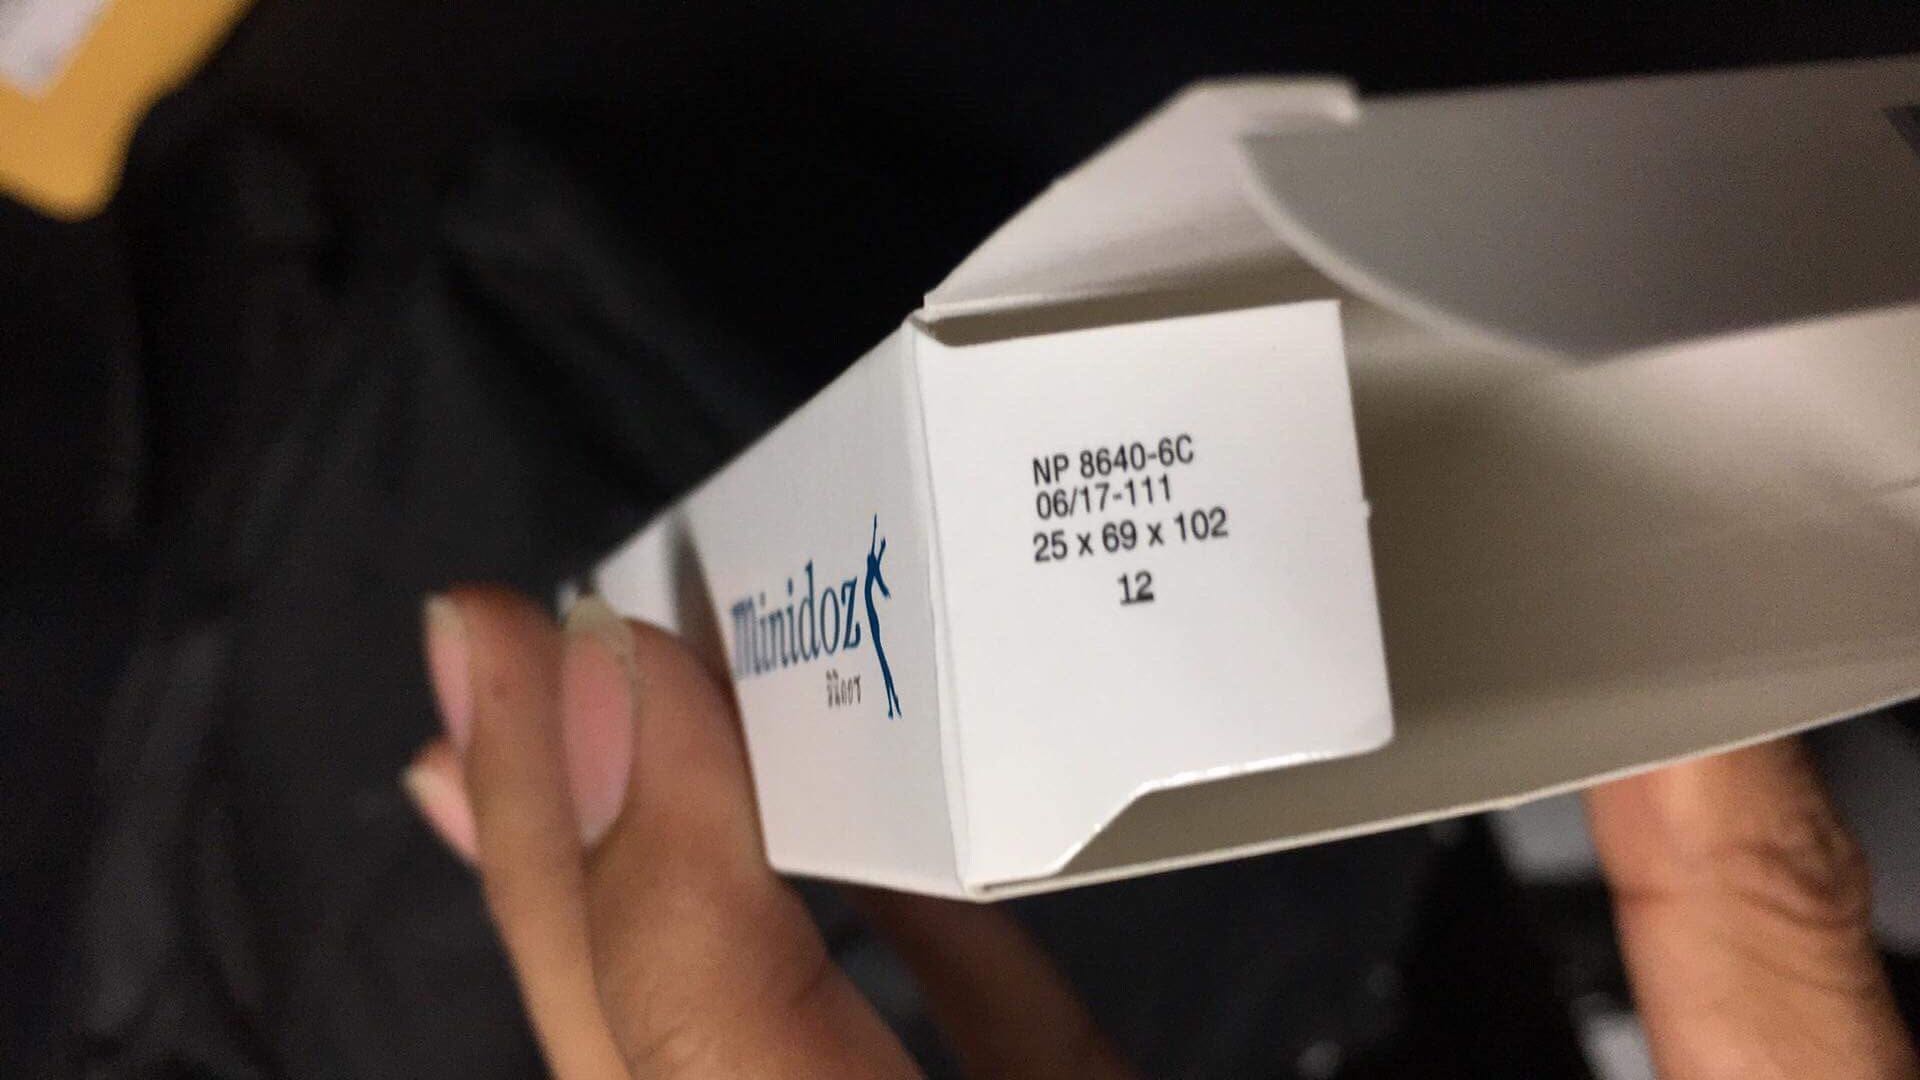 Minidoz
NP 8640-6C
06/17-111
25 x 69 x 102
12